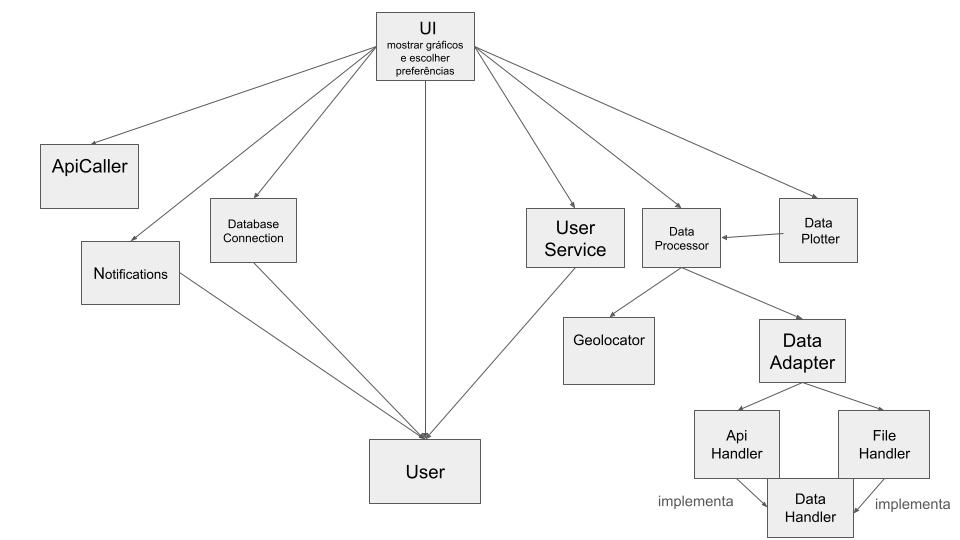 UI
mostrar gráficos
e escolher
preferências
ApiCaller
Database
Connection
Notifications
User
Service
Data
Processor
Data
Plotter
Geolocator
Data
Adapter
Api
Handler
File
Handler
User
implementa
Data
Handler
implementa